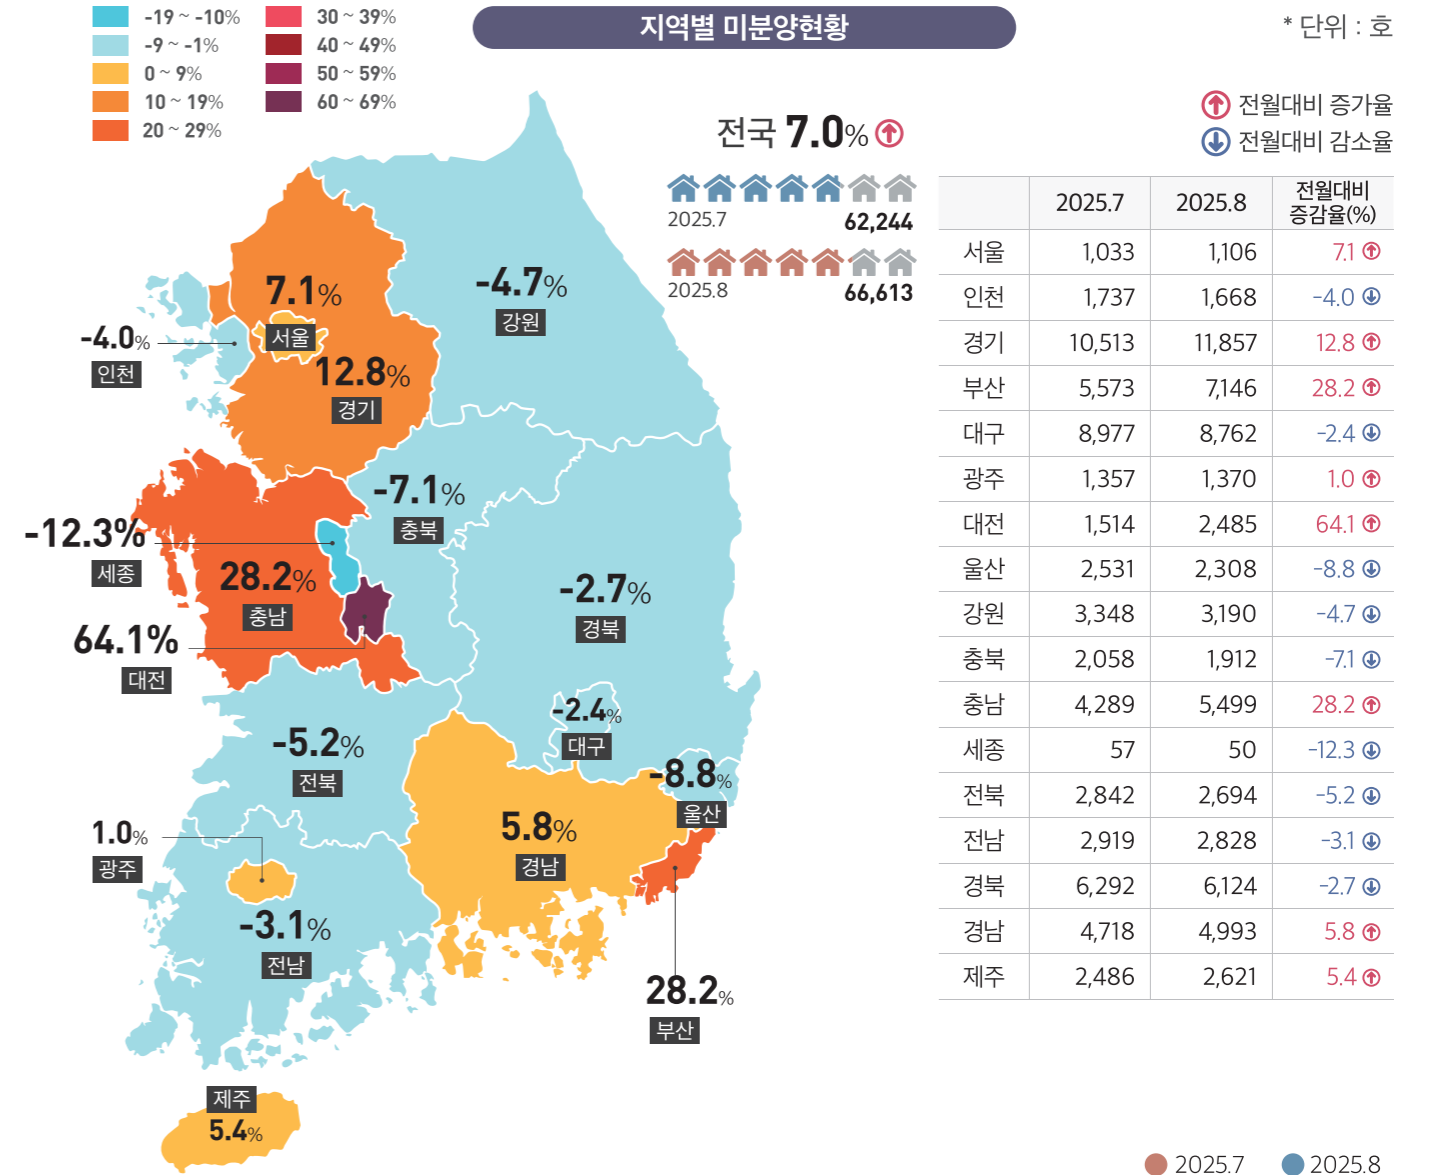 지역별 미분양현황
* 단위 : 호
-19 ~ -10%
-9 ~ -1%
0 ~ 9%
10 ~ 19%
20 ~ 29%
30 ~ 39%
40 ~ 49%
50 ~ 59%
60 ~ 69%
전국 7.0%
2025.7
62,244
2025.8
66,613
전월대비 증가율
전월대비 감소율
7.1%
서울
-4.0%
인천
12.8%
경기
-4.7%
강원
-7.1%
충북
-12.3%
세종
28.2%
충남
64.1%
대전
-2.7%
경북
-2.4%
대구
-5.2%
전북
-8.8%
울산
5.8%
경남
1.0%
광주
-3.1%
전남
28.2%
부산
제주
5.4%
2025.7 2025.8 전월대비
증감율(%)
서울 1,033 1,106 7.1
인천 1,737 1,668 -4.0
경기 10,513 11,857 12.8
부산 5,573 7,146 28.2
대구 8,977 8,762 -2.4
광주 1,357 1,370 1.0
대전 1,514 2,485 64.1
울산 2,531 2,308 -8.8
강원 3,348 3,190 -4.7
충북 2,058 1,912 -7.1
충남 4,289 5,499 28.2
세종 57 50 -12.3
전북 2,842 2,694 -5.2
전남 2,919 2,828 -3.1
경북 6,292 6,124 -2.7
경남 4,718 4,993 5.8
제주 2,486 2,621 5.4
2025.7 2025.8